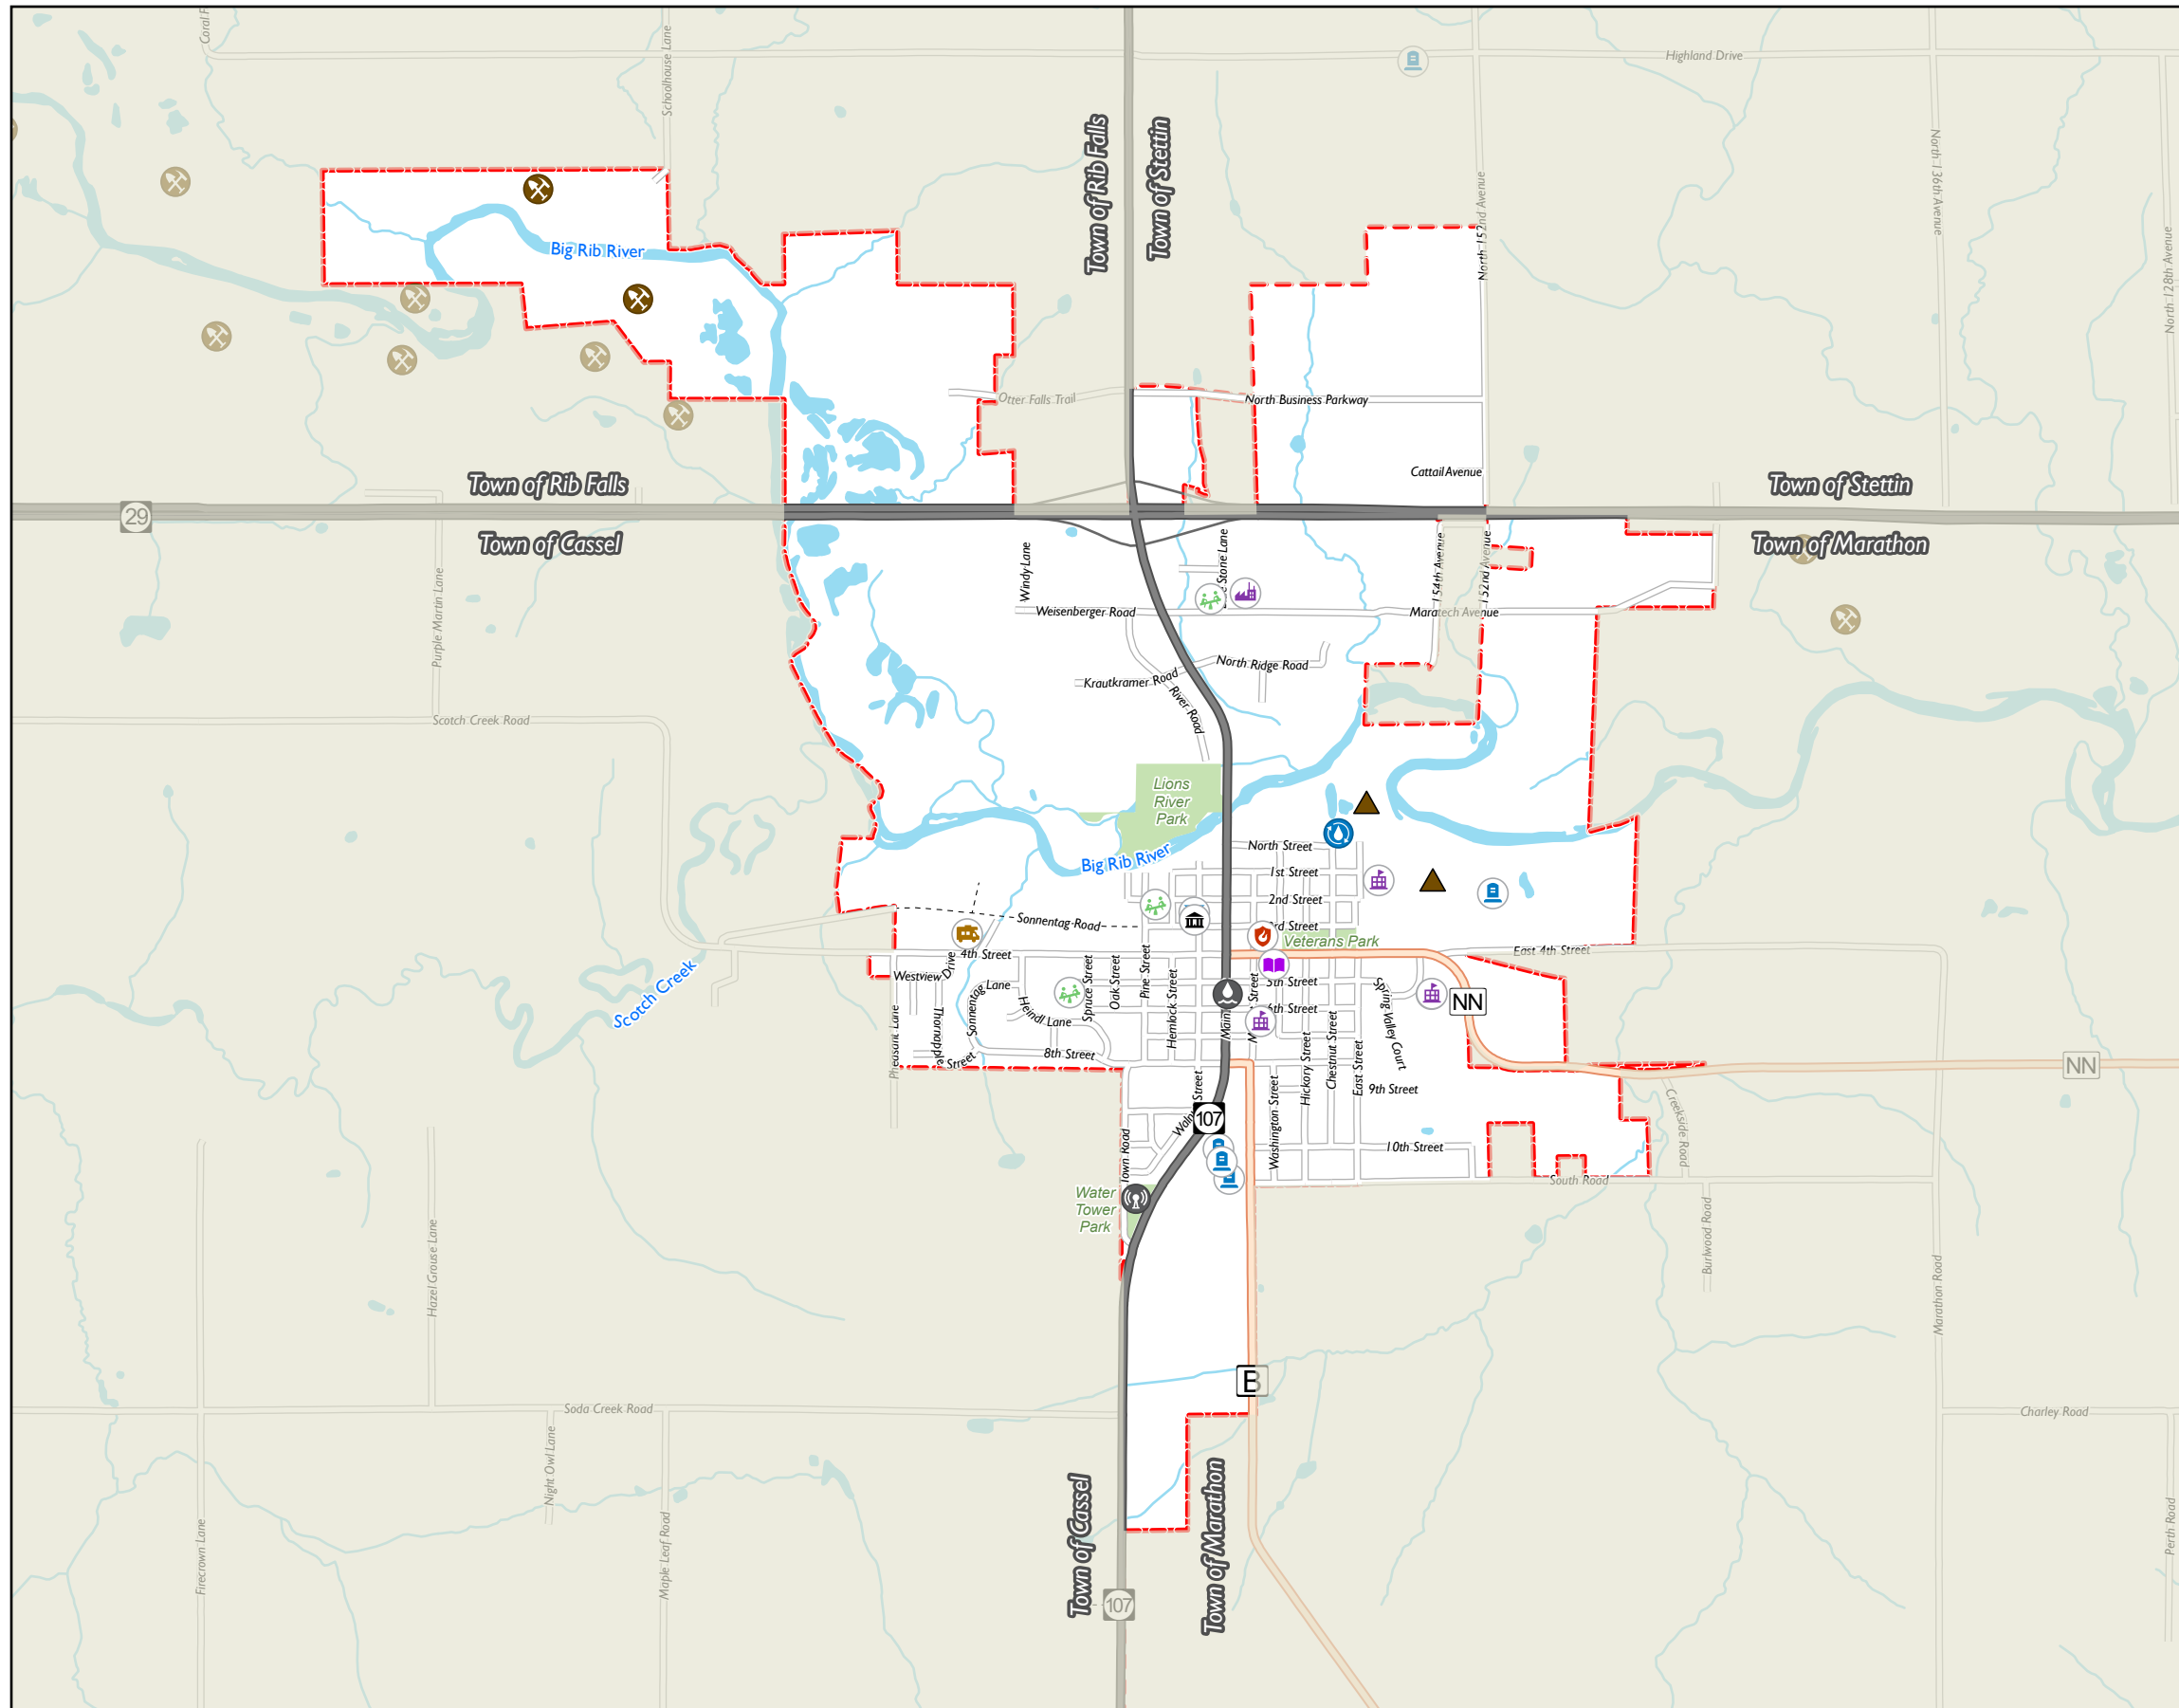 Schoolhouse Lane
Highland Drive
Town of Rib Falls
Town of Stettin
North 152nd Avenue
North 136th Avenue
North 128th Avenue
Big Rib River
Otter Falls Trail
North Business Parkway
Cattail Avenue
Town of Rib Falls
Town of Stettin
29
Town of Cassel
Town of Marathon
Purple Martin Lane
Windy Lane
154th Avenue
152nd Avenue
Weisenberger Road
Maratech Avenue
North Ridge Road
Krautkramer Road
River Road
Scotch Creek Road
Lions
River
Park
Big Rib River
North Street
1st Street
2nd Street
Sonnentag Road
Veterans Park
4th Street
East 4th Street
Westview Drive
Sonnentag Lane
Heindl Lane
Spruce Street
Oak Street
Pine Street
Hemlock Street
5th Street
6th Street
Spring Valley Court
NN
Scotch Creek
Pheasant Lane
8th Street
Hickory Street
Chestnut Street
East Street
9th Street
NN
107
Washington Street
10th Street
Creekside Road
South Road
Town Road
Water
Tower
Park
Hazel Grouse Lane
Burlwood Road
Marathon Road
B
Soda Creek Road
Charley Road
Night Owl Lane
Firecrown Lane
Maple Leaf Road
Town of Cassel
Town of Marathon
Perth Road
107